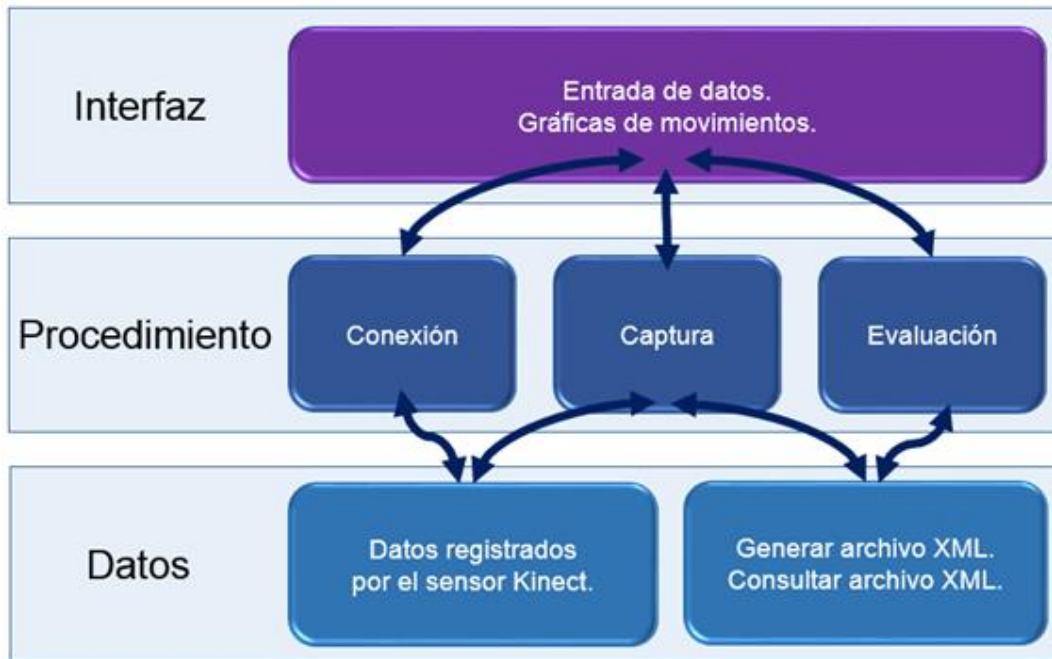 Interfaz
Entrada de datos.
Gráficas de movimientos.
Procedimiento
Conexión
Captura
Evaluación
Datos
Datos registrados
por el sensor Kinect.
Generar archivo XML.
Consultar archivo XML.